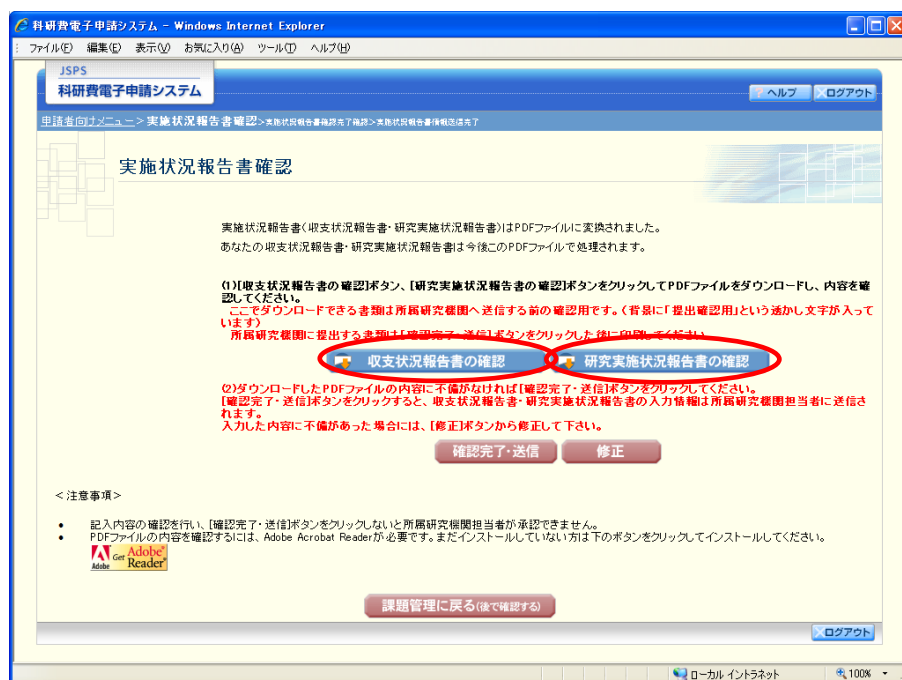 科研費電子申請システム - Windows Internet Explorer
ファイル(F) 編集(E) 表示(V) お気に入り(A) ツール(T) ヘルプ(H)
JSPS
科研費電子申請システム
? ヘルプ ログアウト
申請者向けメニュー>実施状況報告書確認>実施状況報告書確認完了確認>実施状況報告書情報送信完了
実施状況報告書確認
実施状況報告書(収支状況報告書・研究実施状況報告書)はPDFファイルに変換されました。
あなたの収支状況報告書・研究実施状況報告書は今後このPDFファイルで処理されます。
(1)[収支状況報告書の確認]ボタン、[研究実施状況報告書の確認]ボタンをクリックしてPDFファイルをダウンロードし、内容を確
認してください。
ここでダウンロードできる書類は所属研究機関へ送信する前の確認用です。(背景に「提出確認用」という透かし文字が入って
います)
所属研究機関に提出する書類は[確認完了・送信]ボタンをクリックした後に印刷してください。
収支状況報告書の確認 研究実施状況報告書の確認
(2)ダウンロードしたPDFファイルの内容に不備がなければ[確認完了・送信]ボタンをクリックしてください。
[確認完了・送信]ボタンをクリックすると、収支状況報告書・研究実施状況報告書の入力情報は所属研究機関担当者に送信さ
れます。
入力した内容に不備があった場合には、[修正]ボタンから修正して下さい。
確認完了・送信 修正
<注意事項>
• 記入内容の確認を行い、[確認完了・送信]ボタンをクリックしないと所属研究機関担当者が承認できません。
• PDFファイルの内容を確認するには、Adobe Acrobat Readerが必要です。まだインストールしていない方は下のボタンをクリックしてインストールしてください。
Adobe Get Adobe® Reader®
課題管理に戻る(後で確認する)
ログアウト
ローカル イントラネット 100%